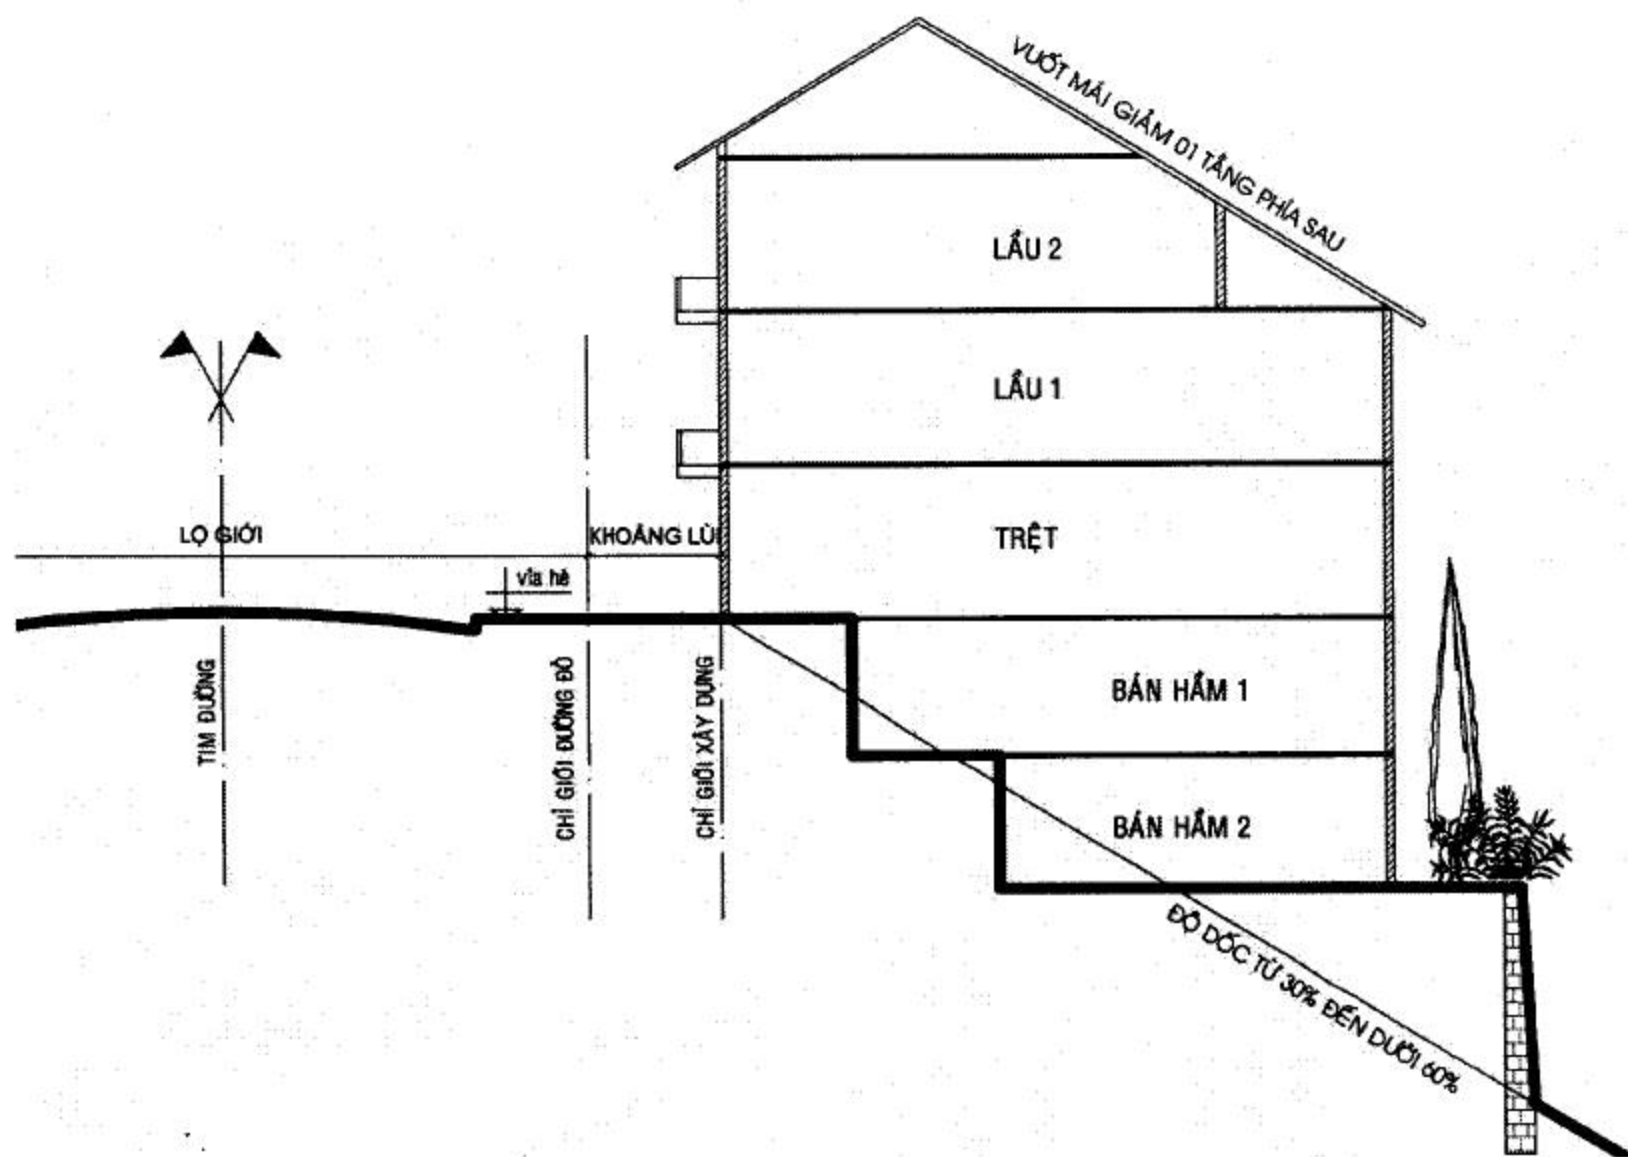 VUỐT MÁI GIẢM 01 TẦNG PHÍA SAU
LẦU 2
LẦU 1
LỘ GIỚI
KHOẢNG LÙI
TRỆT
vỉa hè
TIM ĐƯỜNG
CHỈ GIỚI ĐƯỜNG ĐỎ
CHỈ GIỚI XÂY DỰNG
BÁN HẦM 1
BÁN HẦM 2
ĐỘ DỐC TỪ 30% ĐẾN DƯỚI 60%